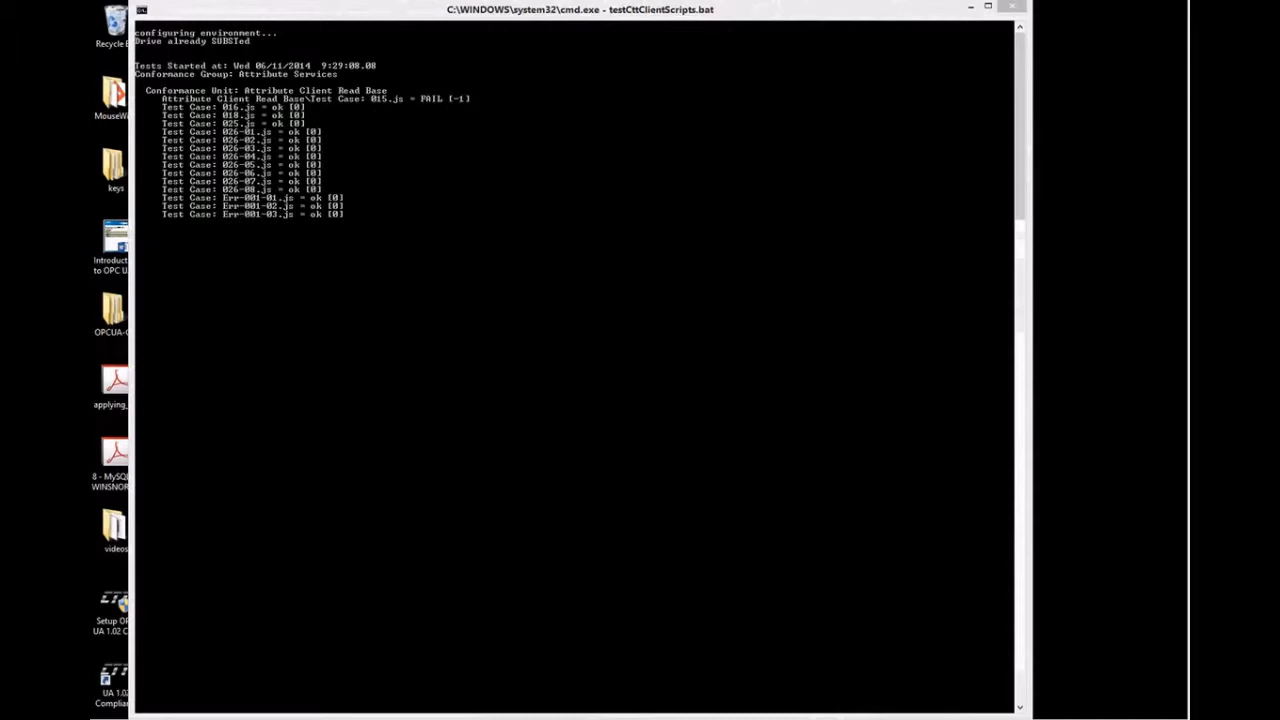 C:\WINDOWS\system32\cmd.exe - testCttClientScripts.bat
configuring environment...
Drive already SUBSTed
Tests Started at: Wed 06/11/2014  9:29:08.08
Conformance Group: Attribute Services
Conformance Unit: Attribute Client Read Base
Attribute Client Read Base\Test Case: 015.js = FAIL [-1]
Test Case: 016.js = ok [0]
Test Case: 018.js = ok [0]
Test Case: 025.js = ok [0]
Test Case: 026-01.js = ok [0]
Test Case: 026-02.js = ok [0]
Test Case: 026-03.js = ok [0]
Test Case: 026-04.js = ok [0]
Test Case: 026-05.js = ok [0]
Test Case: 026-06.js = ok [0]
Test Case: 026-07.js = ok [0]
Test Case: 026-08.js = ok [0]
Test Case: Err-001-01.js = ok [0]
Test Case: Err-001-02.js = ok [0]
Test Case: Err-001-03.js = ok [0]
Recycle
MouseW
keys
Introduct
to OPC U
OPCUA-
applying_
8 - MySQ
WINSNOR
videos
Setup OP
UA 1.02 C
UA 1.02
Complian